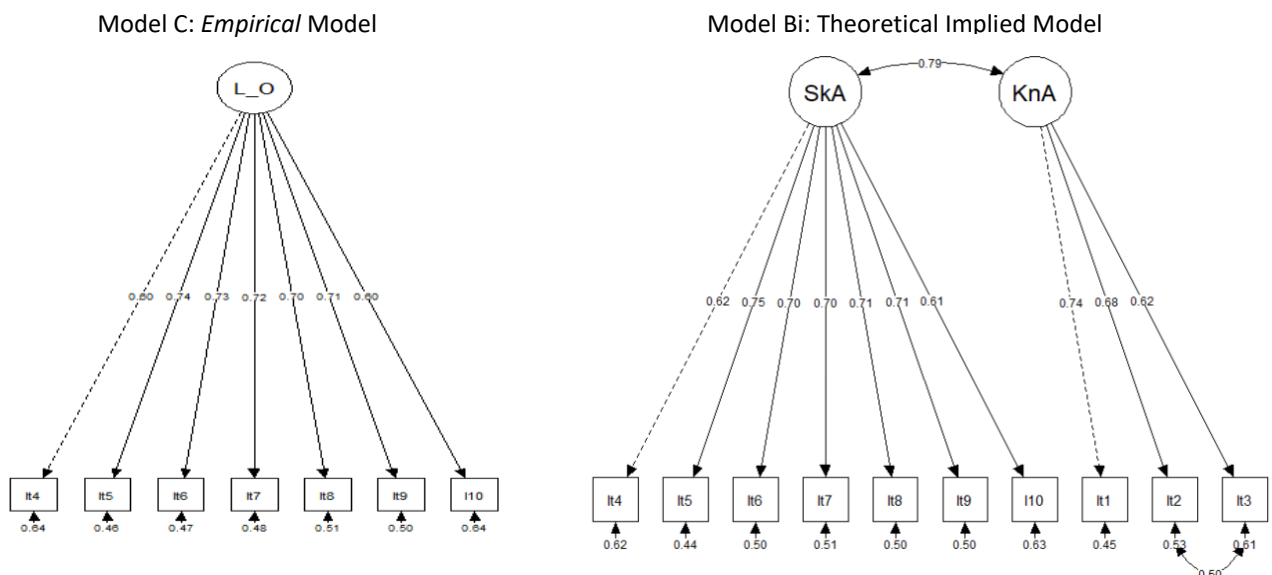 Model C: Empirical Model
L_O
0.60 0.74 0.73 0.72 0.70 0.71 0.60
It4 It5 It6 It7 It8 It9 I10
0.64 0.46 0.47 0.48 0.51 0.50 0.64
Model Bi: Theoretical Implied Model
0.79
SkA KnA
0.62 0.75 0.70 0.70 0.71 0.71 0.61 0.74 0.68 0.62
It4 It5 It6 It7 It8 It9 I10 It1 It2 It3
0.62 0.44 0.50 0.51 0.50 0.50 0.63 0.45 0.53 0.61
0.50